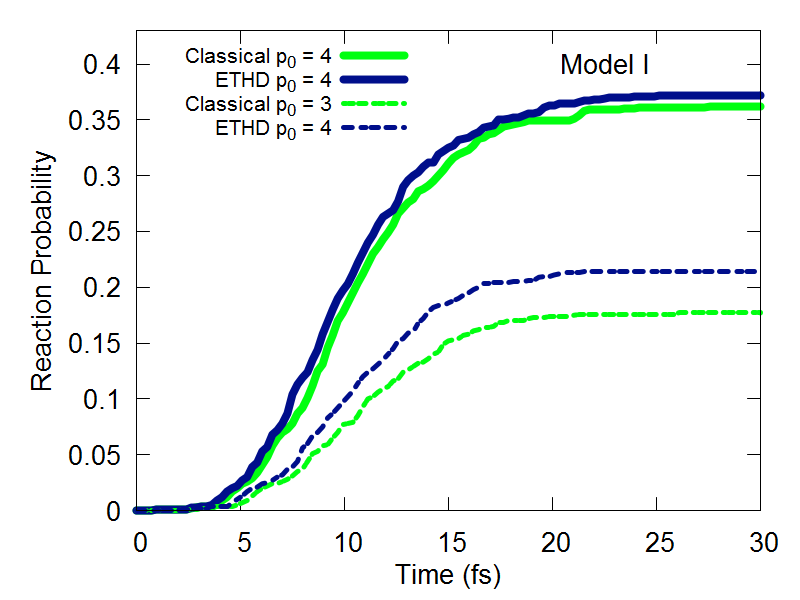 Model I
Classical p0 = 4
ETHD p0 = 4
Classical p0 = 3
ETHD p0 = 4
Reaction Probability
0.4
0.35
0.3
0.25
0.2
0.15
0.1
0.05
0
0 5 10 15 20 25 30
Time (fs)